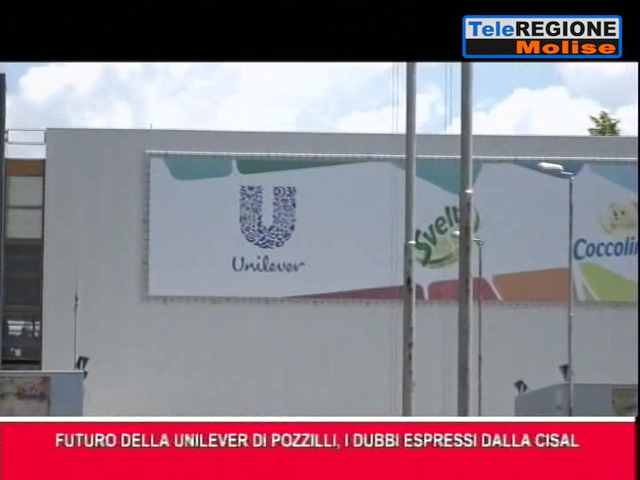 TeleREGIONE
Molise
Unilever
Svelto
Coccolin
FUTURO DELLA UNILEVER DI POZZILLI, I DUBBI ESPRESSI DALLA CISAL